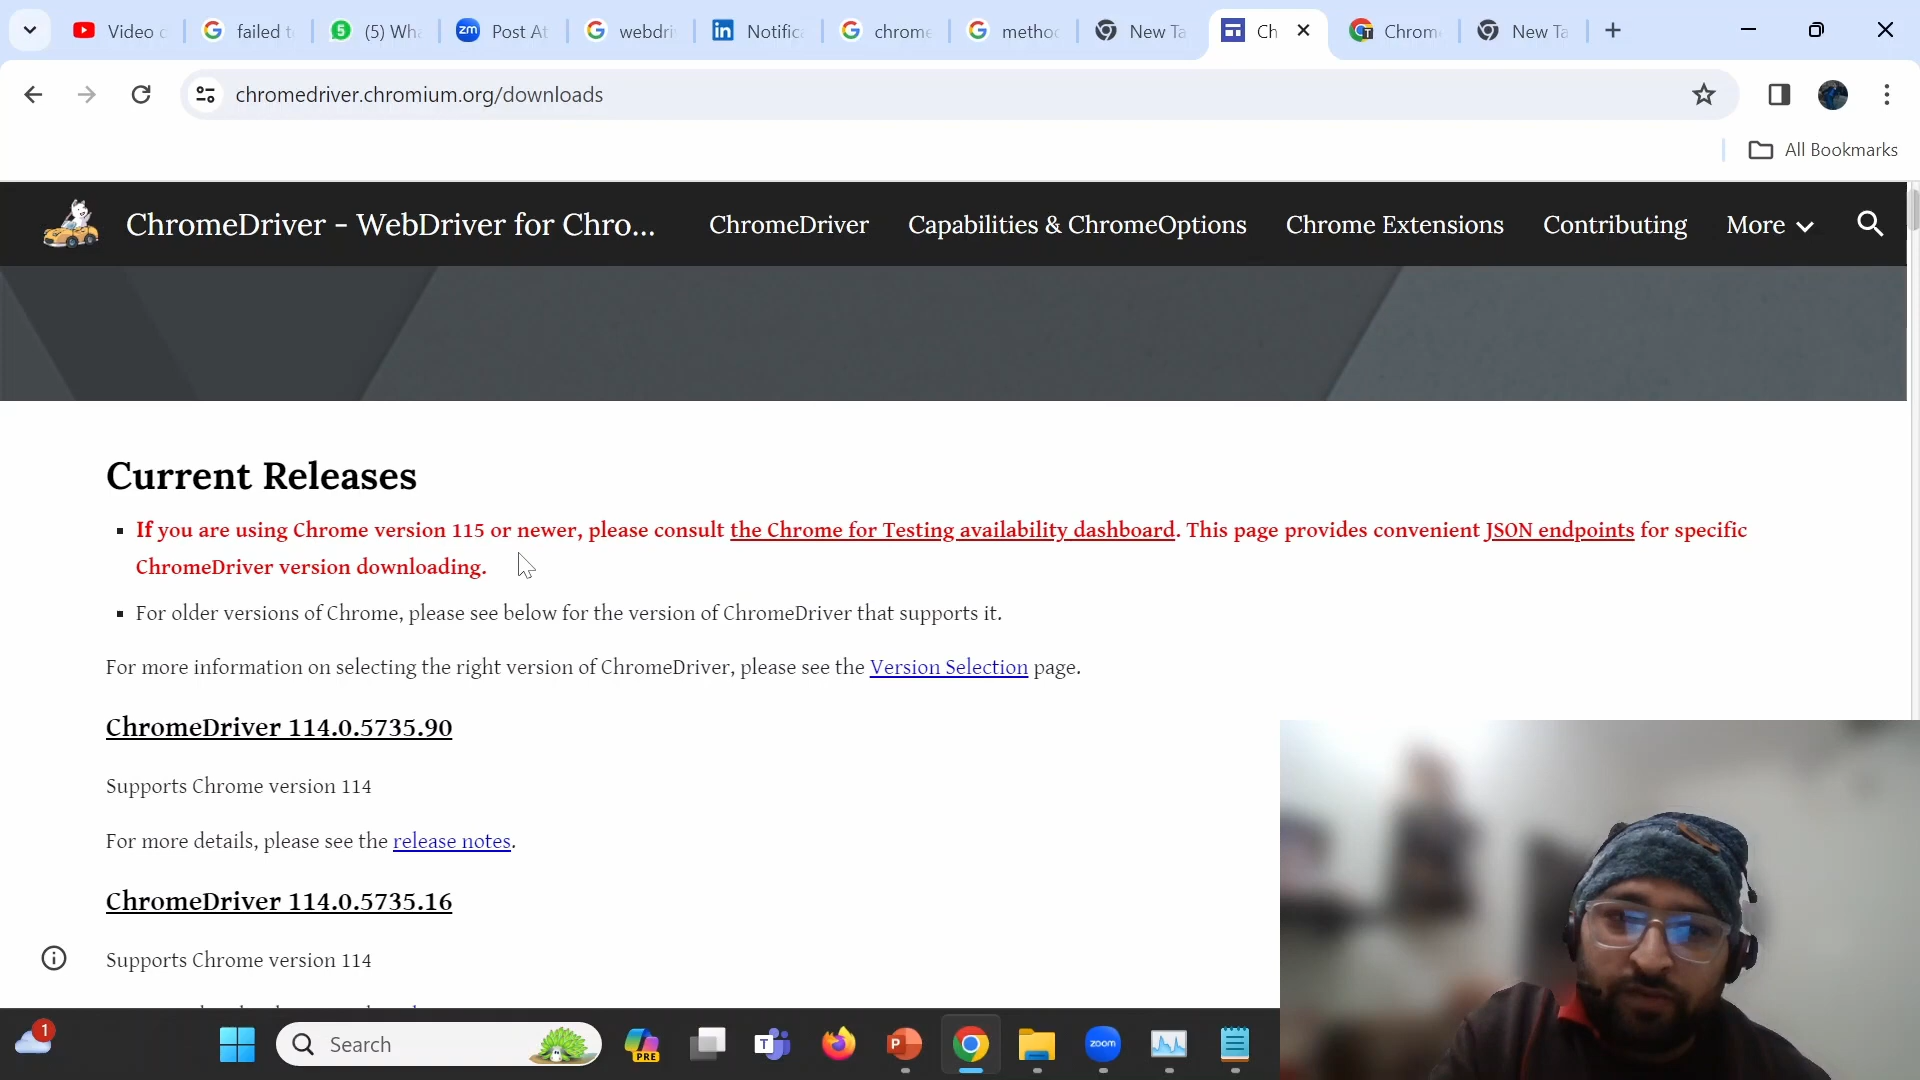 Video c
failed t
(5) Wha
Post At
webdri
Notific
chrome
metho
New Ta
Ch
Chrom
New Ta
chromedriver.chromium.org/downloads
All Bookmarks
ChromeDriver - WebDriver for Chro...
ChromeDriver
Capabilities & ChromeOptions
Chrome Extensions
Contributing
More
Current Releases
If you are using Chrome version 115 or newer, please consult the Chrome for Testing availability dashboard. This page provides convenient JSON endpoints for specific
ChromeDriver version downloading.
For older versions of Chrome, please see below for the version of ChromeDriver that supports it.
For more information on selecting the right version of ChromeDriver, please see the Version Selection page.
ChromeDriver 114.0.5735.90
Supports Chrome version 114
For more details, please see the release notes.
ChromeDriver 114.0.5735.16
Supports Chrome version 114
1
Search
PRE
T
P
zoom